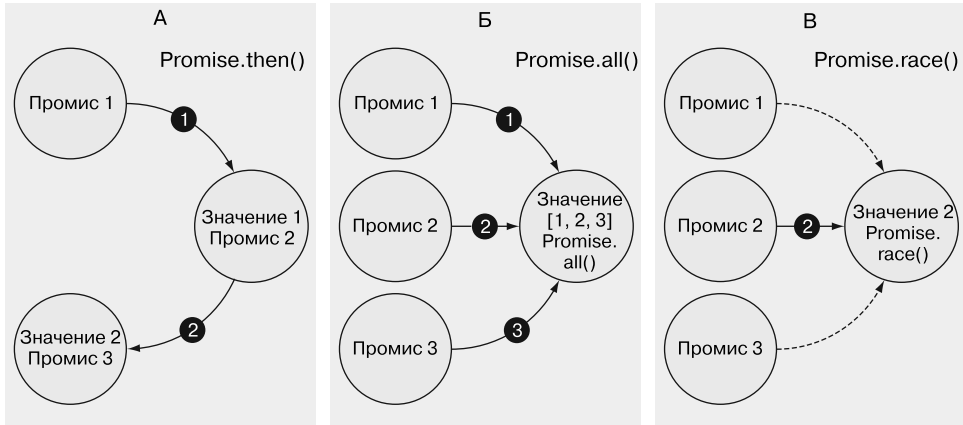 А
Promise.then()
Промис 1
1
Значение 1
Промис 2
2
Значение 2
Промис 3
Б
Promise.all()
Промис 1
1
Промис 2
2
Значение
[1, 2, 3]
Promise.
all()
Промис 3
3
В
Promise.race()
Промис 1
Промис 2
2
Значение 2
Promise.
race()
Промис 3